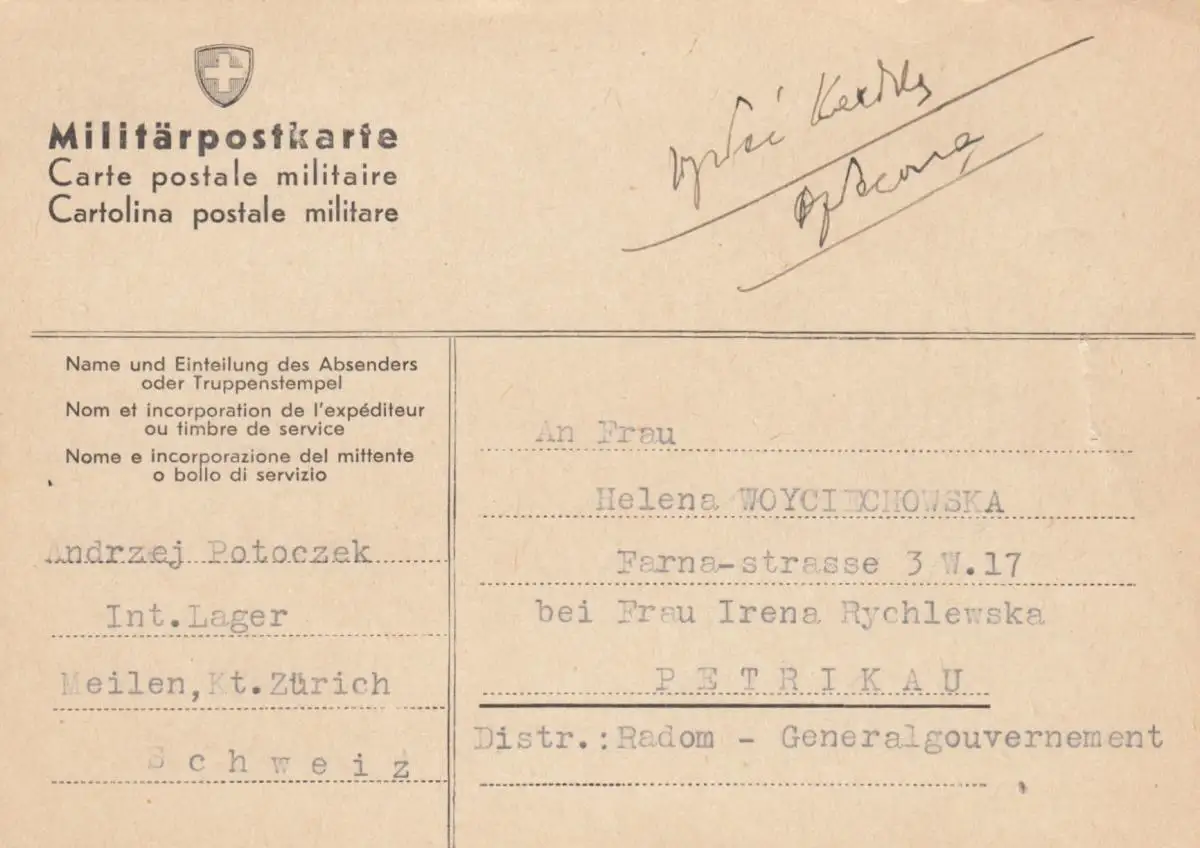 Militärpostkarte
Carte postale militaire
Cartolina postale militare
Name und Einteilung des Absenders
oder Truppenstempel
Nom et incorporation de l'expéditeur
ou timbre de service
Nome e incorporazione del mittente
o bollo di servizio
Andrzej Potoczek
Int.Lager
Meilen,Kt.Zürich
Schweiz
An Frau
Helena WOYCIECHOWSKA
Farna-strasse 3 W.17
bei Frau Irena Rychlewska
PETRIKAU
Distr.:Radom - Generalgouvernement